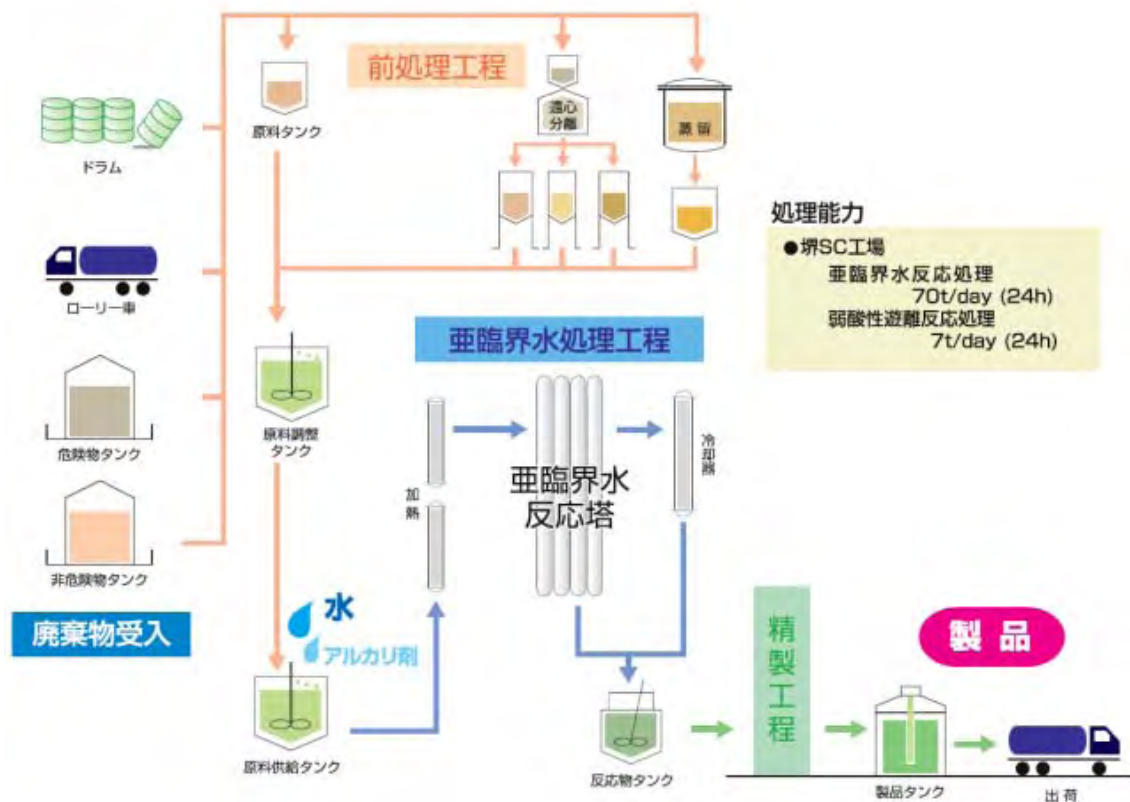 前処理工程
原料タンク
遠心
分離
蒸留
ドラム
ローリー車
危険物タンク
非危険物タンク
廃棄物受入
処理能力
●堺SC工場
亜臨界水反応処理
70t/day (24h)
弱酸性遊離反応処理
7t/day (24h)
原料調整
タンク
亜臨界水処理工程
加熱
亜臨界水
反応塔
冷却器
水
アルカリ剤
原料供給タンク
反応物タンク
精製工程
製品
製品タンク
出荷